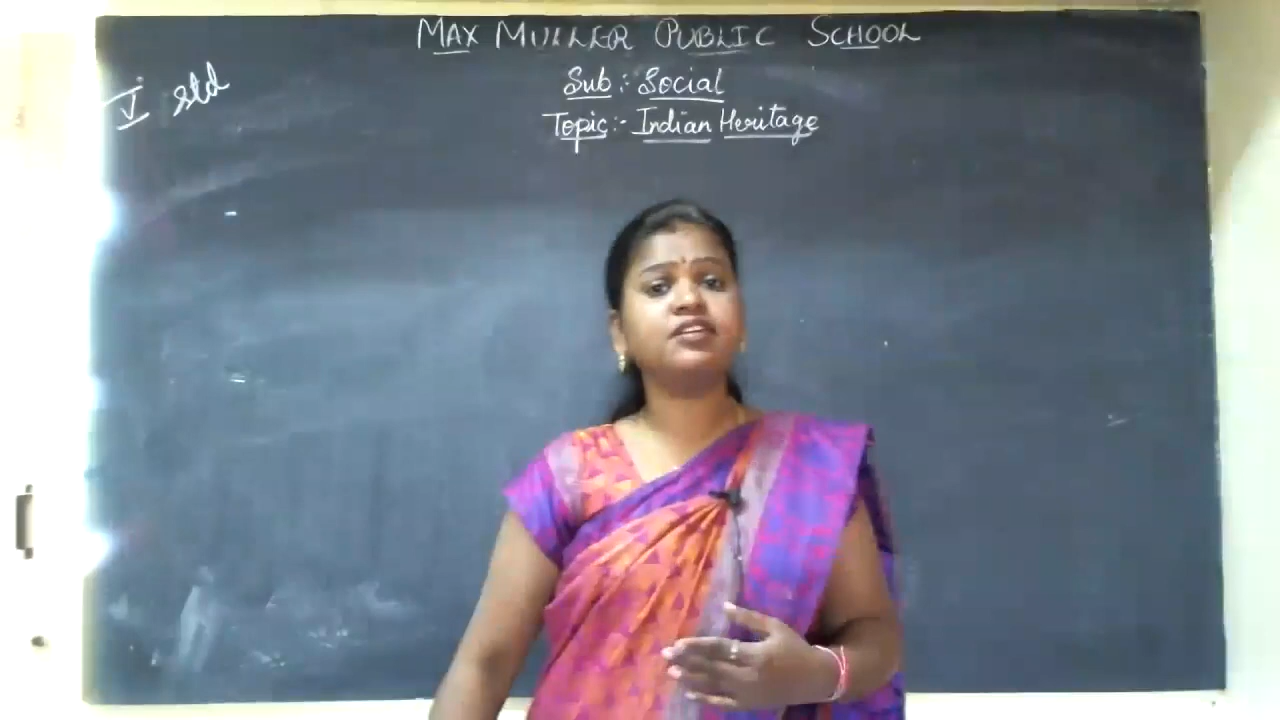 MAX MULLER PUBLIC SCHOOL
V std
Sub :- Social
Topic :- Indian Heritage